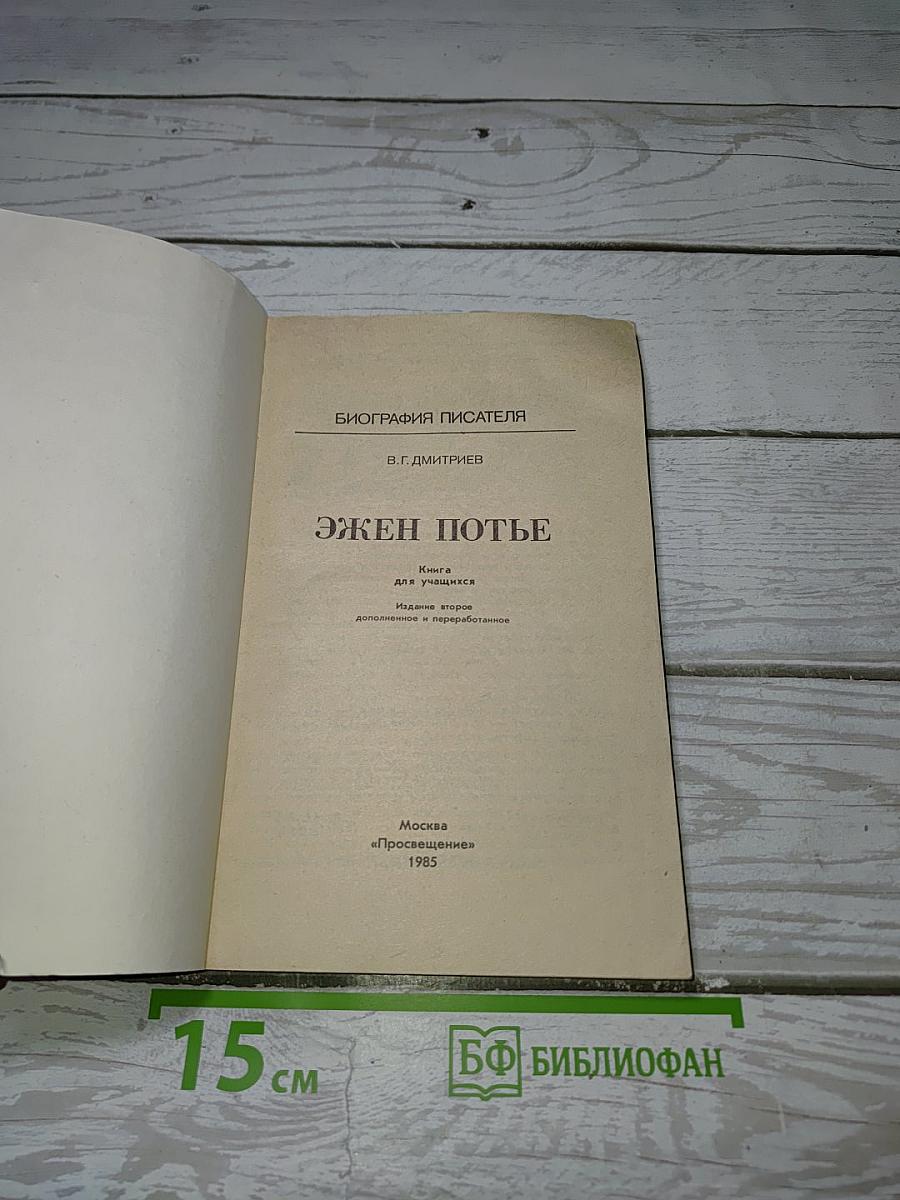 БИОГРАФИЯ ПИСАТЕЛЯ
В. Г. ДМИТРИЕВ
ЭЖЕН ПОТЬЕ
Книга
для учащихся
Издание второе
дополненное и переработанное
Москва
«Просвещение»
1985
15 см
БФ БИБЛИОФАН